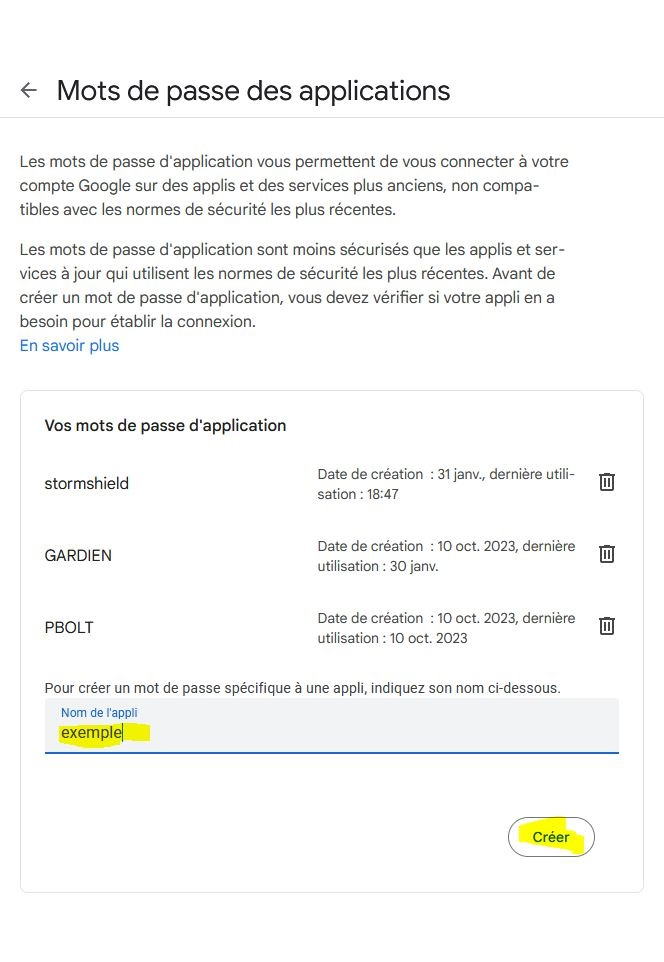 Mots de passe des applications
Les mots de passe d'application vous permettent de vous connecter à votre
compte Google sur des applis et des services plus anciens, non compa-
tibles avec les normes de sécurité les plus récentes.
Les mots de passe d'application sont moins sécurisés que les applis et ser-
vices à jour qui utilisent les normes de sécurité les plus récentes. Avant de
créer un mot de passe d'application, vous devez vérifier si votre appli en a
besoin pour établir la connexion.
En savoir plus
Vos mots de passe d'application
stormshield
Date de création : 31 janv., dernière utili-
sation : 18:47
GARDIEN
Date de création : 10 oct. 2023, dernière
utilisation : 30 janv.
PBOLT
Date de création : 10 oct. 2023, dernière
utilisation : 10 oct. 2023
Pour créer un mot de passe spécifique à une appli, indiquez son nom ci-dessous.
Nom de l'appli
exemple
Créer